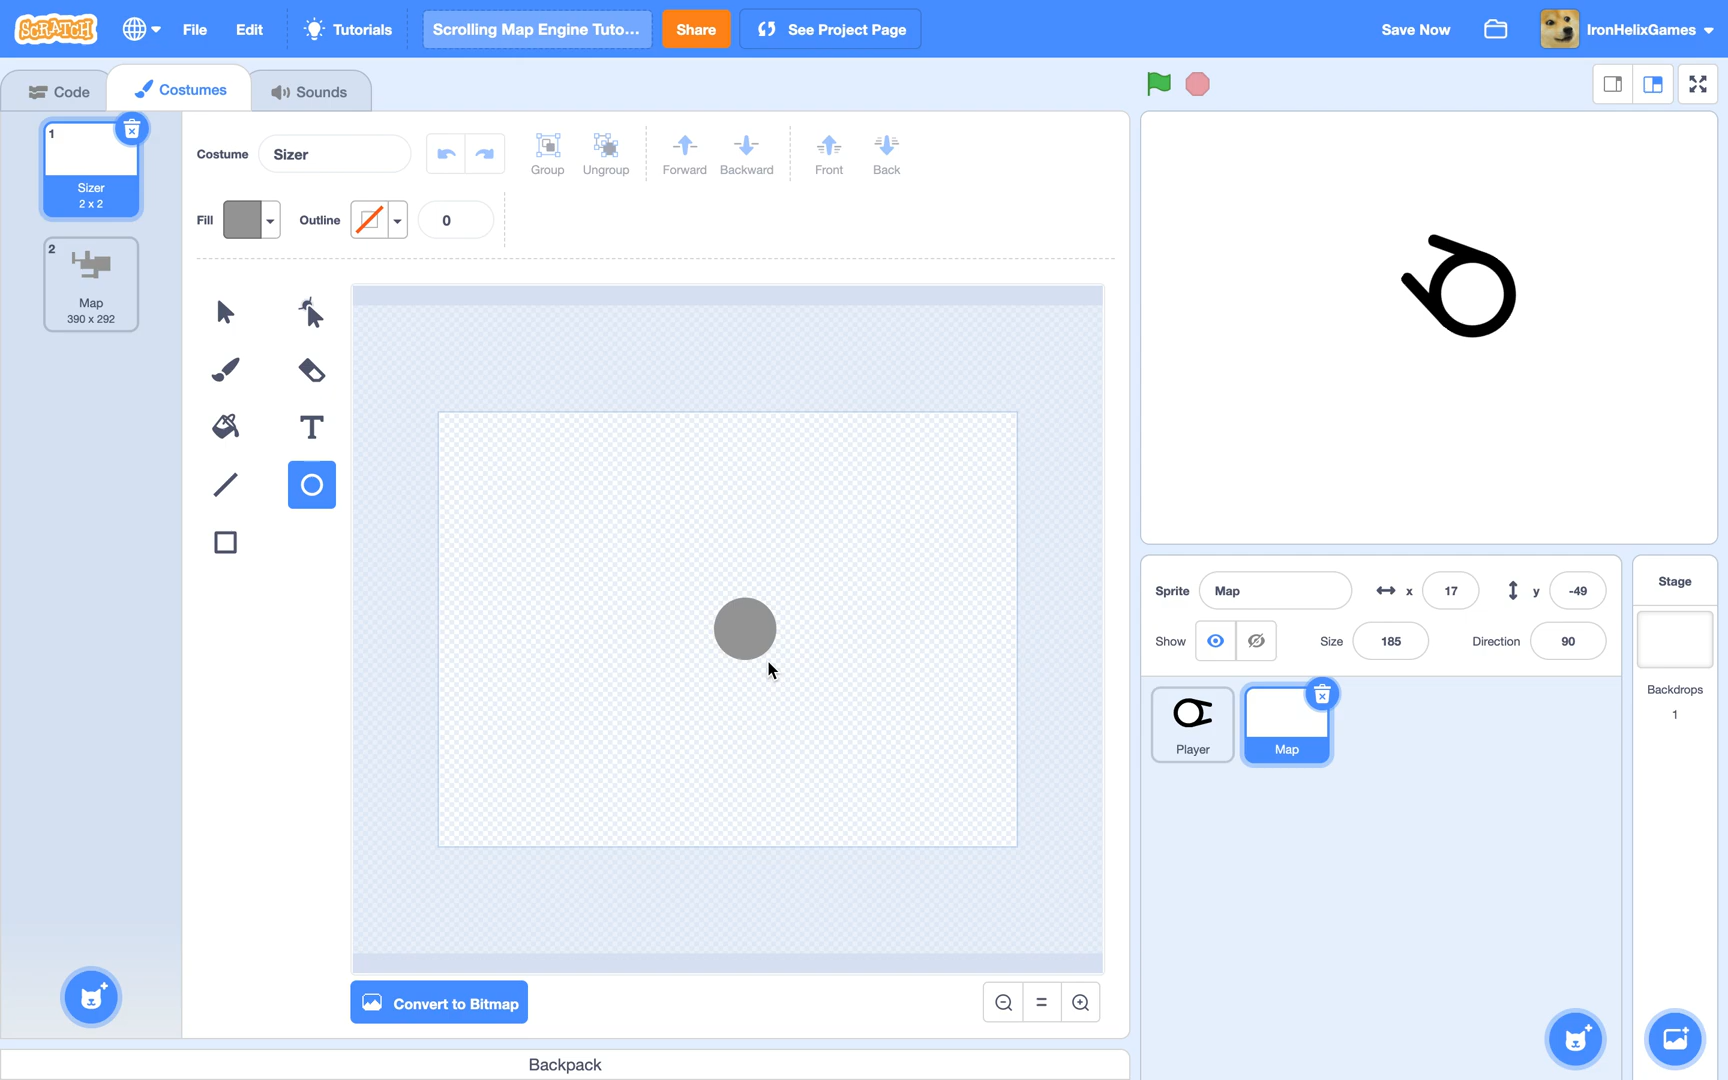 SCRATCH File Edit Tutorials Scrolling Map Engine Tuto... Share See Project Page Save Now IronHelixGames
Code Costumes Sounds
1
Sizer
2 x 2
2
Map
390 x 292
Costume Sizer Group Ungroup Forward Backward Front Back
Fill Outline 0
T
Convert to Bitmap
Backpack
Sprite Map x 17 y -49
Show Size 185 Direction 90
Player
Map
Stage
Backdrops
1